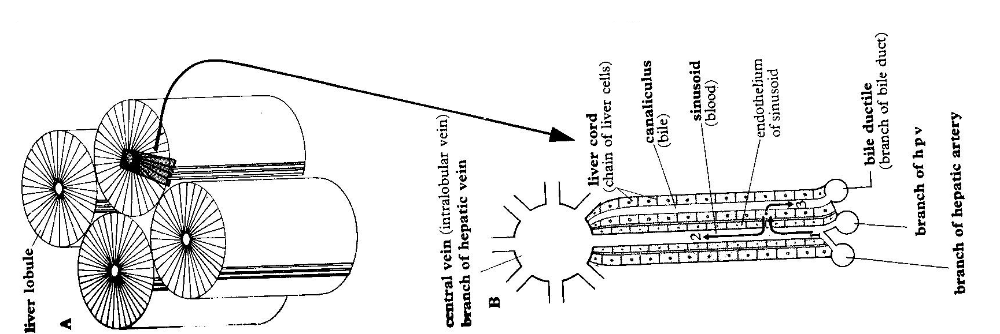 liver lobule
A
central vein (intralobular vein)
branch of hepatic vein
B
liver cord
(chain of liver cells)
canaliculus
(bile)
sinusoid
(blood)
endothelium
of sinusoid
bile ductile
(branch of bile duct)
branch of h p v
branch of hepatic artery
1
2
3